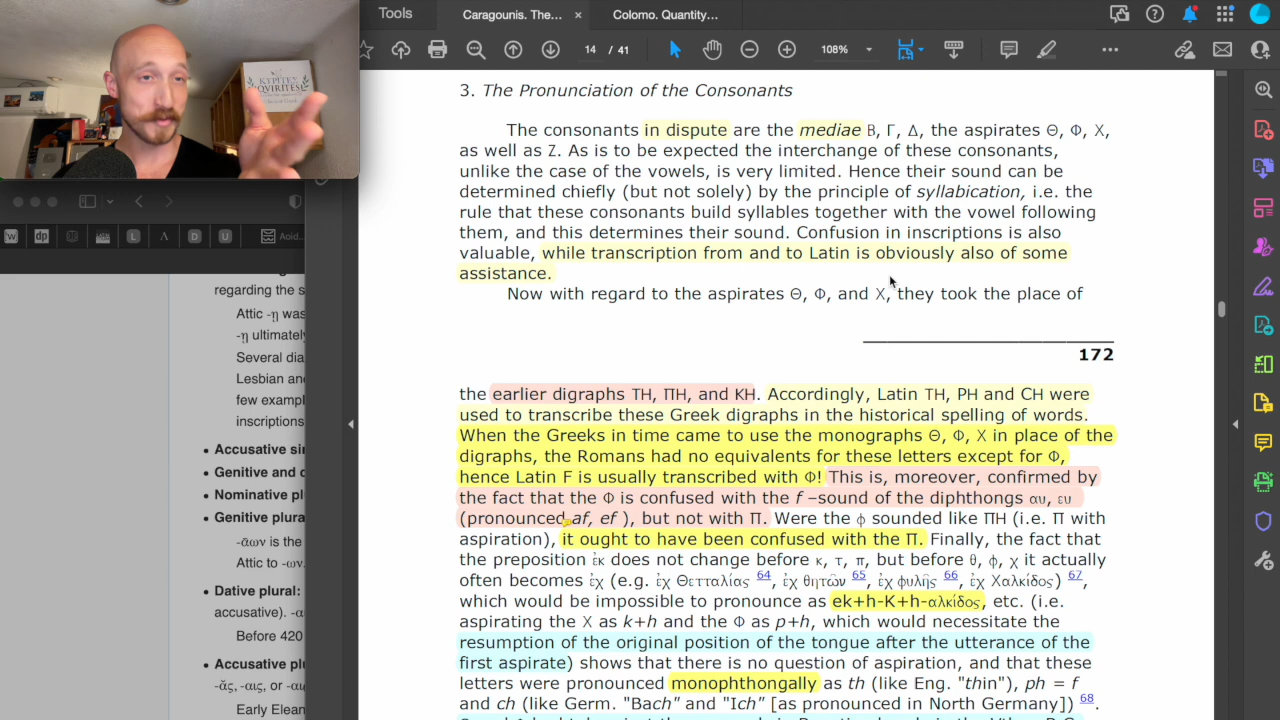 Tools
Caragounis. The... ×
Colomo. Quantity...
14 / 41
108%
ΚΥΡΙΤΕΣ
QVIRITES
3. The Pronunciation of the Consonants
The consonants in dispute are the mediae Β, Γ, Δ, the aspirates Θ, Φ, Χ,
as well as Ζ. As is to be expected the interchange of these consonants,
unlike the case of the vowels, is very limited. Hence their sound can be
determined chiefly (but not solely) by the principle of syllabication, i.e. the
rule that these consonants build syllables together with the vowel following
them, and this determines their sound. Confusion in inscriptions is also
valuable, while transcription from and to Latin is obviously also of some
assistance.
Now with regard to the aspirates Θ, Φ, and Χ, they took the place of
172
the earlier digraphs ΤΗ, ΠΗ, and ΚΗ. Accordingly, Latin TH, PH and CH were
used to transcribe these Greek digraphs in the historical spelling of words.
When the Greeks in time came to use the monographs Θ, Φ, Χ in place of the
digraphs, the Romans had no equivalents for these letters except for Φ,
hence Latin F is usually transcribed with Φ! This is, moreover, confirmed by
the fact that the Φ is confused with the f –sound of the diphthongs αυ, ευ
(pronounced af, ef ), but not with Π. Were the φ sounded like ΠΗ (i.e. Π with
aspiration), it ought to have been confused with the Π. Finally, the fact that
the preposition ἐκ does not change before κ, τ, π, but before θ, φ, χ it actually
often becomes ἐχ (e.g. ἐχ Θετταλίας 64, ἐχ θητῶν 65, ἐχ φυλῆς 66, ἐχ Χαλκίδος) 67,
which would be impossible to pronounce as ek+h-K+h-αλκίδος, etc. (i.e.
aspirating the Χ as k+h and the Φ as p+h, which would necessitate the
resumption of the original position of the tongue after the utterance of the
first aspirate) shows that there is no question of aspiration, and that these
letters were pronounced monophthongally as th (like Eng. "thin"), ph = f
and ch (like Germ. "Bach" and "Ich" [as pronounced in North Germany]) 68.
w
dp
L
Λ
D
U
Aoid..
regarding the s
Attic -η was
-η ultimately
Several dia
Lesbian and
few exampl
inscriptions
• Accusative si
• Genitive and d
• Nominative pl
• Genitive plura
-ᾱων is the
Attic to -ων.
• Dative plural:
accusative). -α
Before 420
• Accusative plu
-ᾰς, -αις, or -α
Early Elean